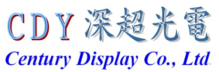 CDY 深超光電
Century Display Co., Ltd